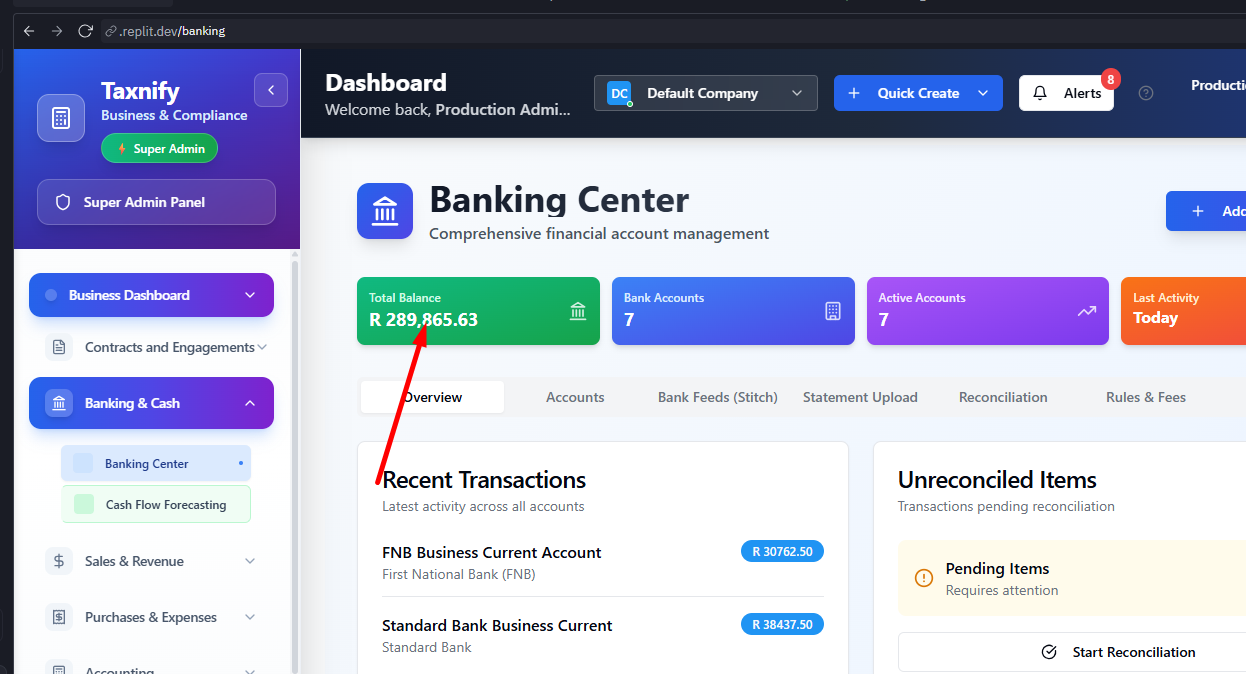 .replit.dev/banking
Taxnify
Business & Compliance
Super Admin
Super Admin Panel
Business Dashboard
Contracts and Engagements
Banking & Cash
Banking Center
Cash Flow Forecasting
Sales & Revenue
Purchases & Expenses
Accounting
Dashboard
Welcome back, Production Admi...
DC
Default Company
Quick Create
Alerts
8
Banking Center
Comprehensive financial account management
Total Balance
R 289,865.63
Bank Accounts
7
Active Accounts
7
Last Activity
Today
Overview
Accounts
Bank Feeds (Stitch)
Statement Upload
Reconciliation
Rules & Fees
Recent Transactions
Latest activity across all accounts
FNB Business Current Account
R 30762.50
First National Bank (FNB)
Standard Bank Business Current
R 38437.50
Standard Bank
Unreconciled Items
Transactions pending reconciliation
Pending Items
Requires attention
Start Reconciliation